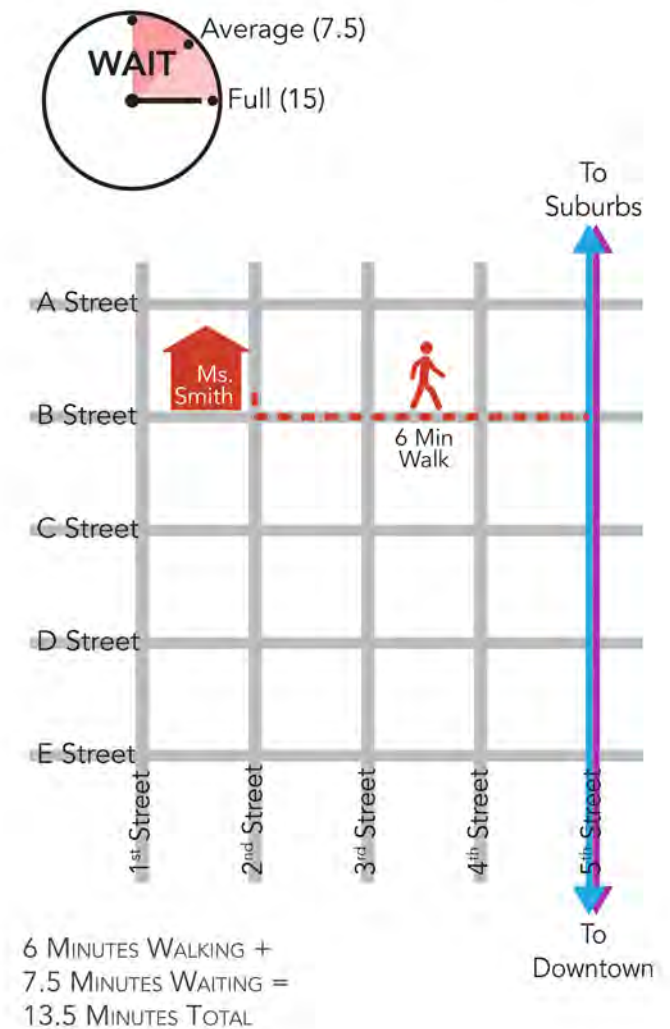 Average (7.5)
WAIT
Full (15)
To
Suburbs
A Street
Ms.
Smith
B Street
6 Min
Walk
C Street
D Street
E Street
1st Street
2nd Street
3rd Street
4th Street
5th Street
To
Downtown
6 MINUTES WALKING +
7.5 MINUTES WAITING =
13.5 MINUTES TOTAL